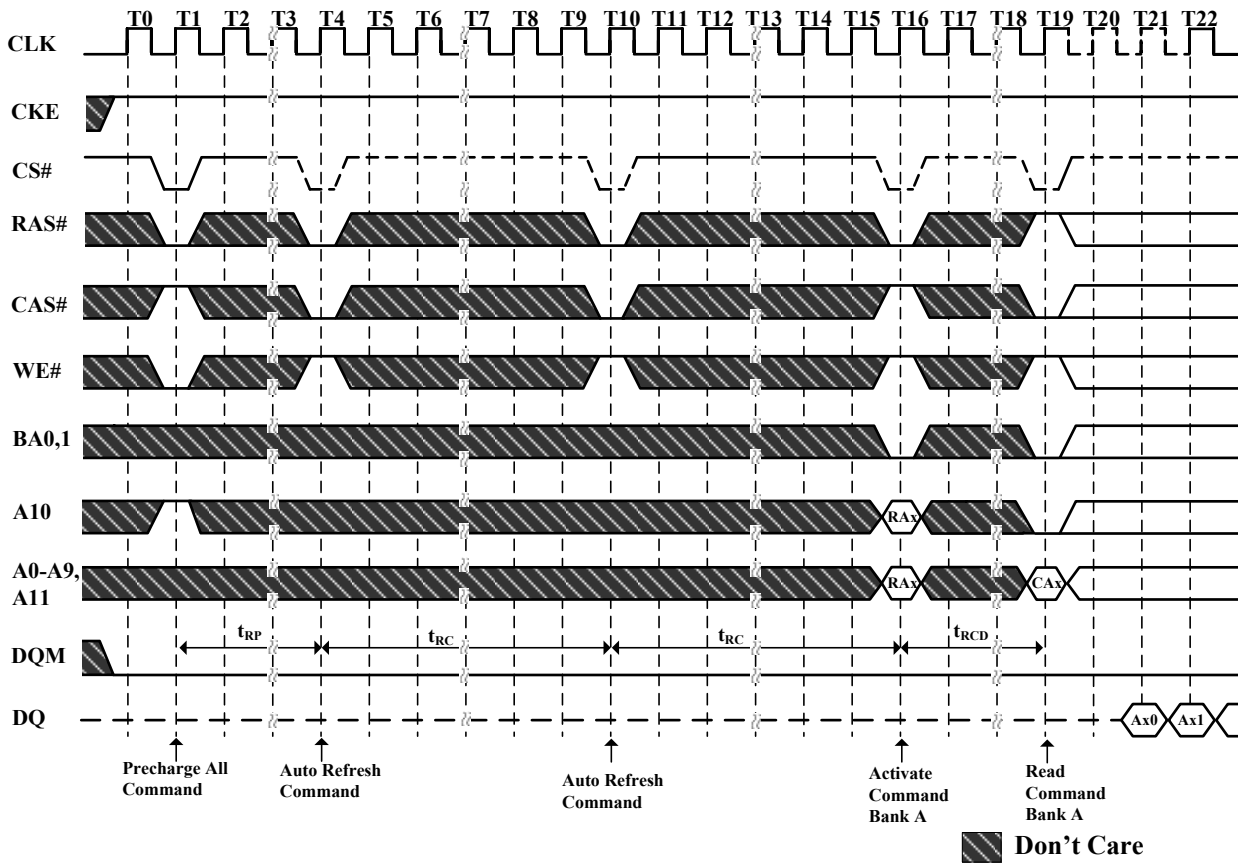 T0 T1 T2 T3 T4 T5 T6 T7 T8 T9 T10 T11 T12 T13 T14 T15 T16 T17 T18 T19 T20 T21 T22
CLK
CKE
CS#
RAS#
CAS#
WE#
BA0,1
A10
RAx
A0-A9,
A11
RAx
CAx
tRP
tRC
tRC
tRCD
DQM
DQ
Ax0
Ax1
Precharge All
Command
Auto Refresh
Command
Auto Refresh
Command
Activate
Command
Bank A
Read
Command
Bank A
Don't Care